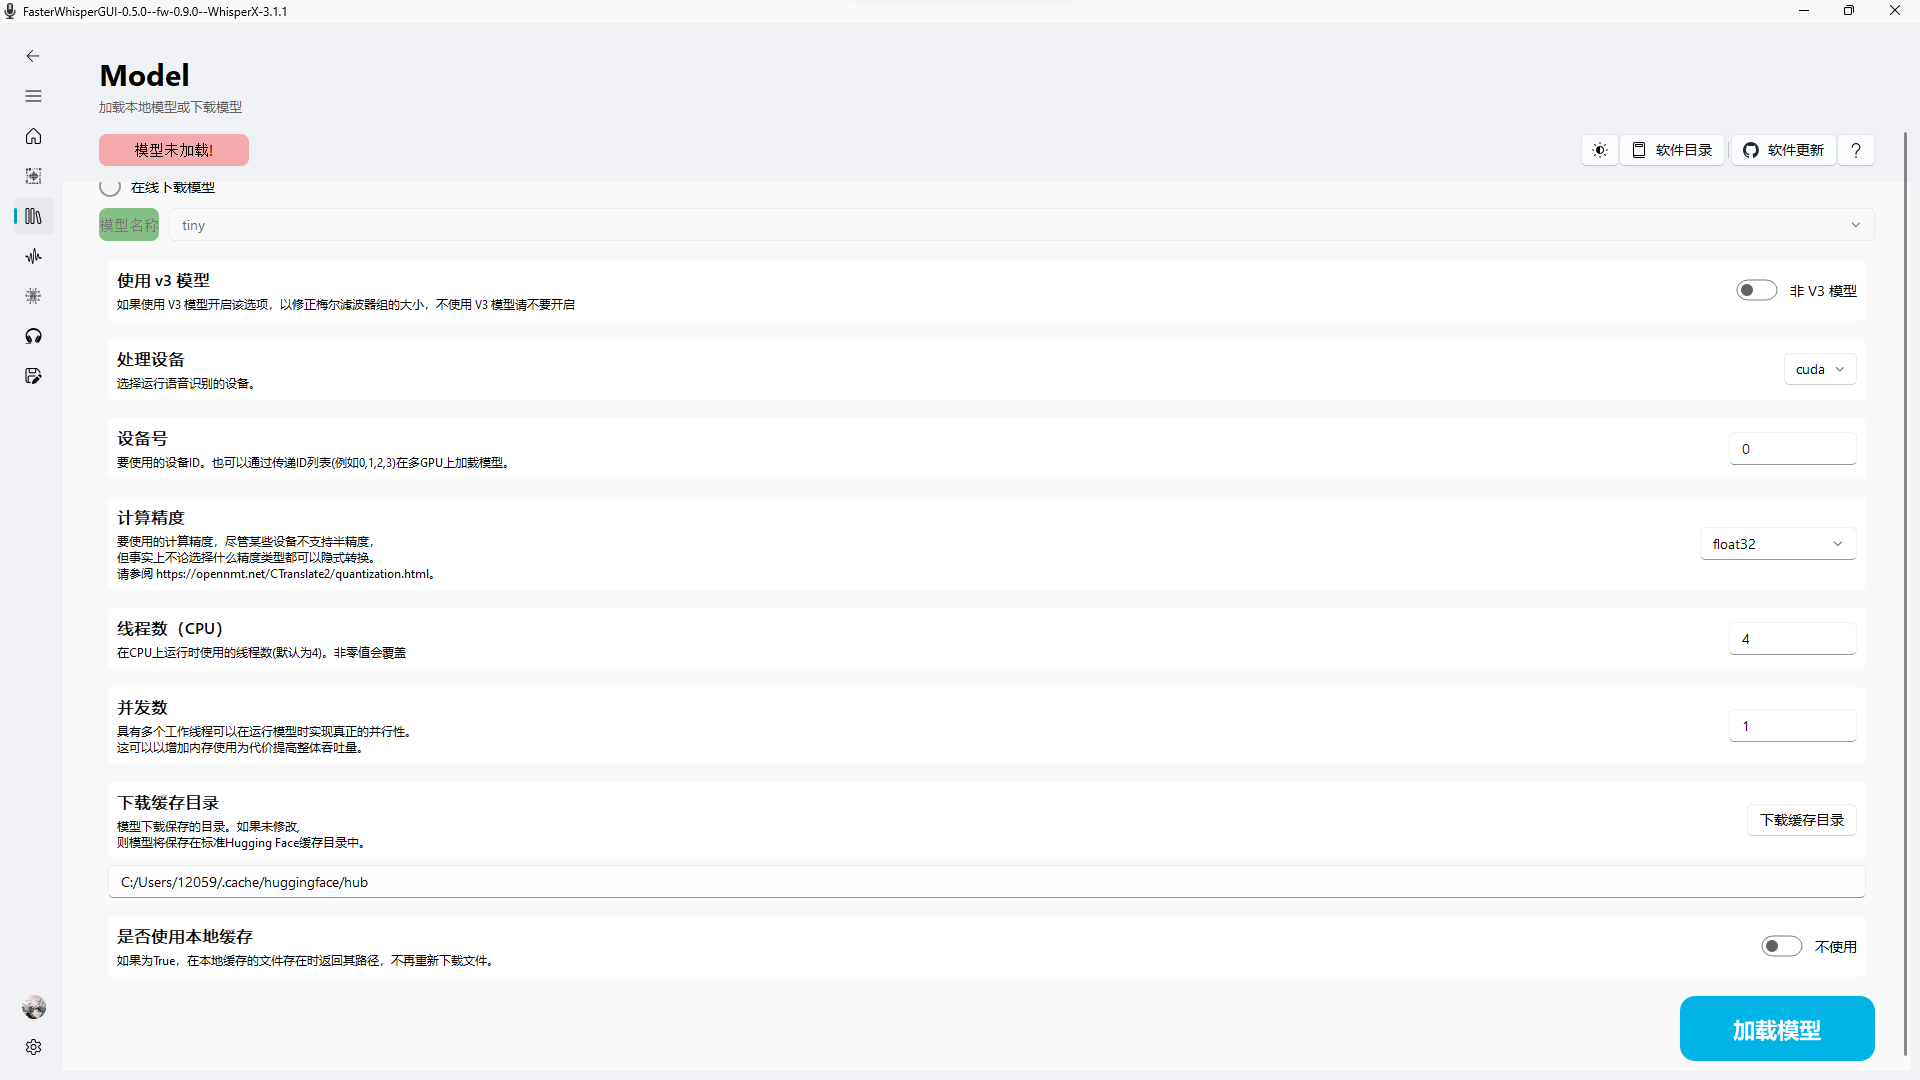 FasterWhisperGUI-0.5.0--fw-0.9.0--WhisperX-3.1.1
Model
加载本地模型或下载模型
模型未加载!
软件目录
软件更新
?
在线下载模型
模型名称
tiny
使用 v3 模型
如果使用 V3 模型开启该选项，以修正梅尔滤波器组的大小，不使用 V3 模型请不要开启
非 V3 模型
处理设备
选择运行语音识别的设备。
cuda
设备号
要使用的设备ID。也可以通过传递ID列表(例如0,1,2,3)在多GPU上加载模型。
0
计算精度
要使用的计算精度，尽管某些设备不支持半精度，
但事实上不论选择什么精度类型都可以隐式转换。
请参阅 https://opennmt.net/CTranslate2/quantization.html。
float32
线程数（CPU）
在CPU上运行时使用的线程数(默认为4)。非零值会覆盖
4
并发数
具有多个工作线程可以在运行模型时实现真正的并行性。
这可以以增加内存使用为代价提高整体吞吐量。
1
下载缓存目录
模型下载保存的目录。如果未修改,
则模型将保存在标准Hugging Face缓存目录中。
下载缓存目录
C:/Users/12059/.cache/huggingface/hub
是否使用本地缓存
如果为True，在本地缓存的文件存在时返回其路径，不再重新下载文件。
不使用
加载模型